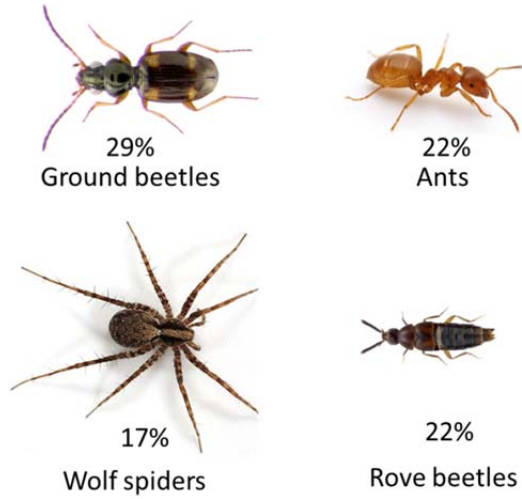 29%
Ground beetles
22%
Ants
17%
Wolf spiders
22%
Rove beetles